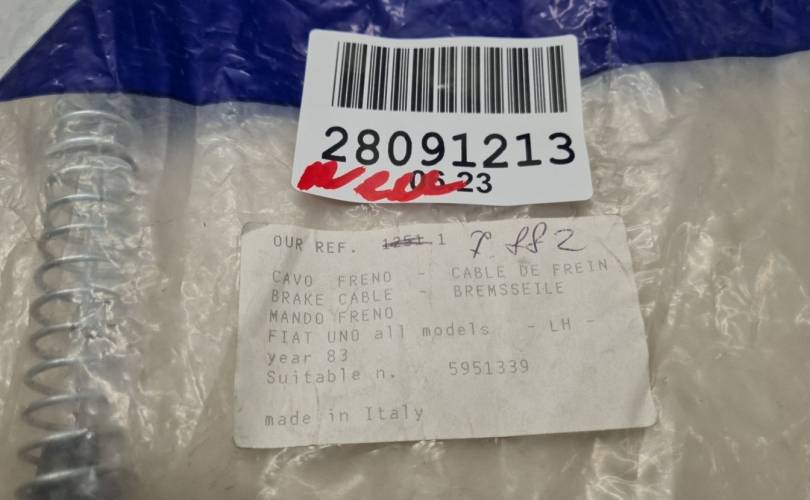 28091213
06.23
OUR REF. 1251 1
CAVO FRENO - CABLE DE FREIN
BRAKE CABLE - BREMSSEILE
MANDO FRENO
FIAT UNO all models - LH -
year 83
Suitable n. 5951339
made in Italy